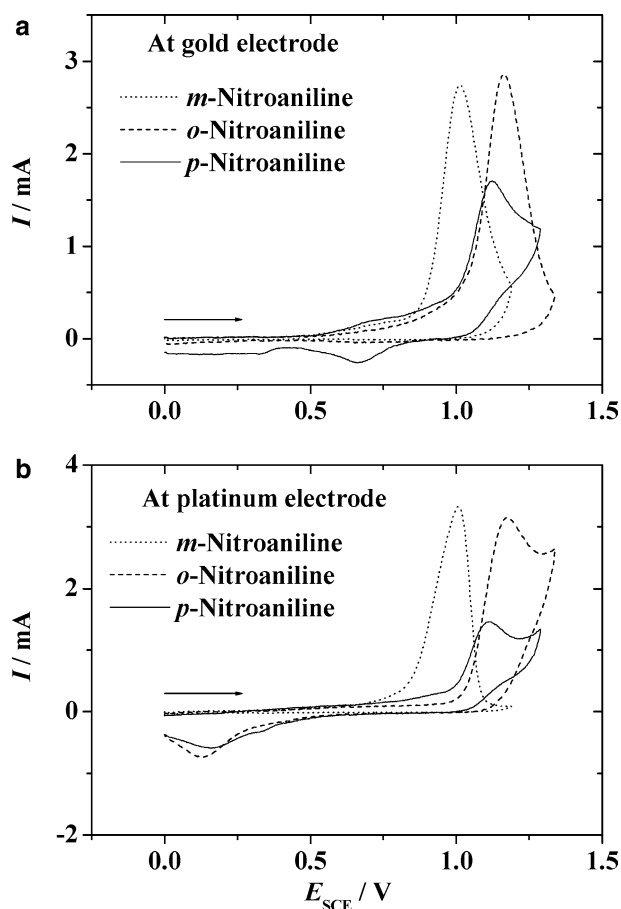 a
At gold electrode
m-Nitroaniline
o-Nitroaniline
p-Nitroaniline
I / mA
3
2
1
0
0.0 0.5 1.0 1.5
b
At platinum electrode
m-Nitroaniline
o-Nitroaniline
p-Nitroaniline
I / mA
4
2
0
-2
0.0 0.5 1.0 1.5
E_SCE / V